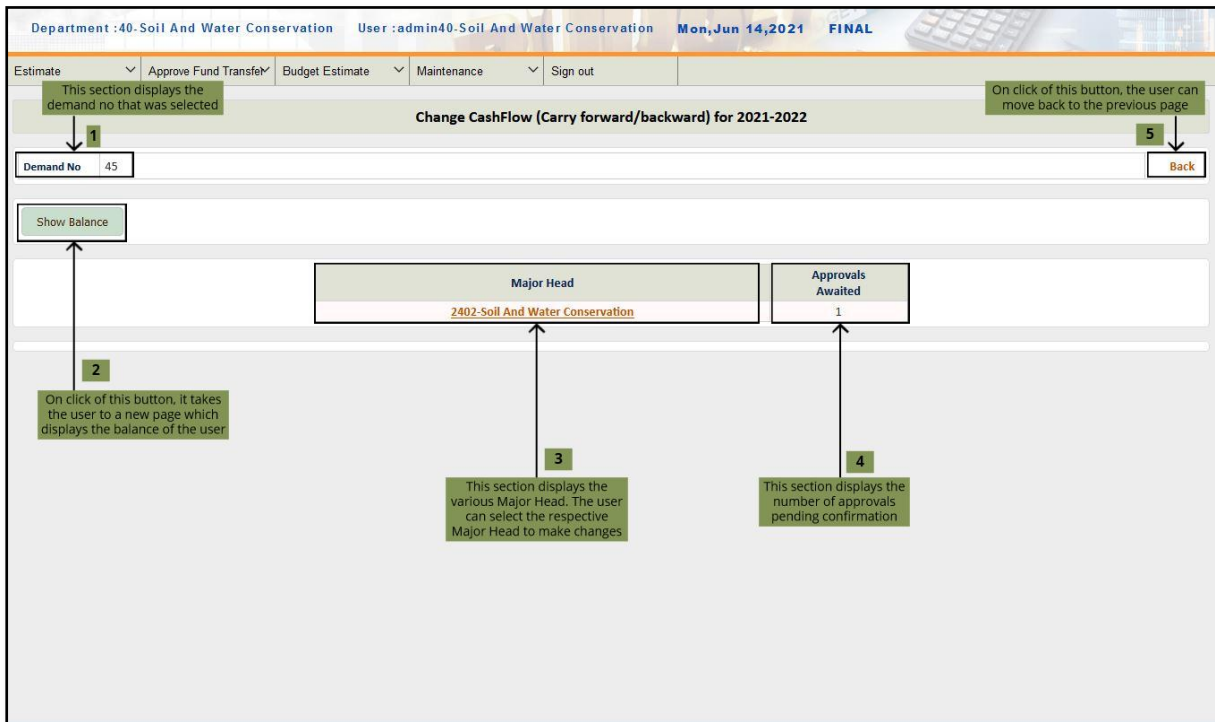 Department :40-Soil And Water Conservation User :admin40-Soil And Water Conservation Mon,Jun 14,2021 FINAL
Estimate Approve Fund Transfer Budget Estimate Maintenance Sign out
This section displays the
demand no that was selected
On click of this button, the user can
move back to the previous page
Change CashFlow (Carry forward/backward) for 2021-2022
1
5
Demand No 45
Back
Show Balance
Major Head
Approvals
Awaited
2402-Soil And Water Conservation
1
2
On click of this button, it takes
the user to a new page which
displays the balance of the user
3
This section displays the
various Major Head. The user
can select the respective
Major Head to make changes
4
This section displays the
number of approvals
pending confirmation